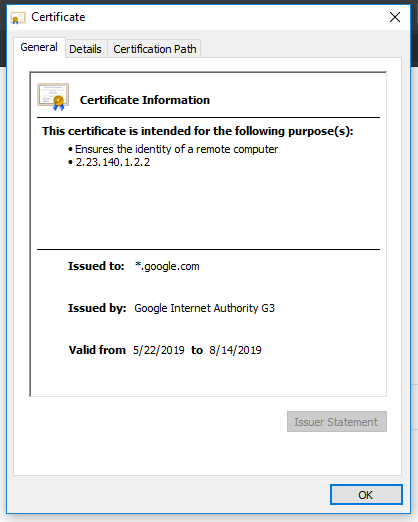 Certificate
General Details Certification Path
Certificate Information
This certificate is intended for the following purpose(s):
• Ensures the identity of a remote computer
• 2.23.140.1.2.2
Issued to: *.google.com
Issued by: Google Internet Authority G3
Valid from 5/22/2019 to 8/14/2019
Issuer Statement
OK